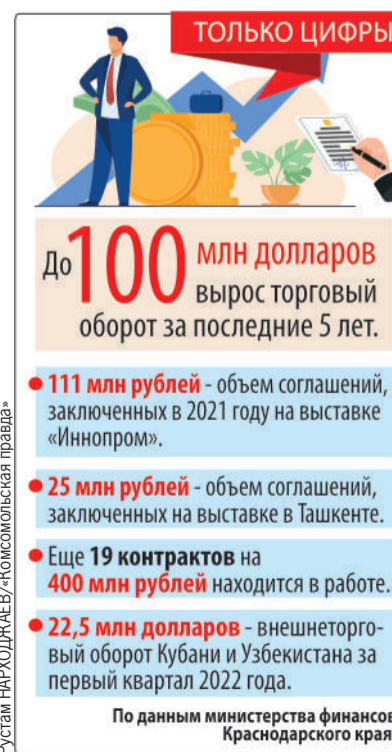 ТОЛЬКО ЦИФРЫ
До 100 млн долларов
вырос торговый
оборот за последние 5 лет.
111 млн рублей - объем соглашений,
заключенных в 2021 году на выставке
«Иннопром».
25 млн рублей - объем соглашений,
заключенных на выставке в Ташкенте.
Еще 19 контрактов на
400 млн рублей находится в работе.
22,5 млн долларов - внешнеторго-
вый оборот Кубани и Узбекистана за
первый квартал 2022 года.
По данным министерства финансов
Краснодарского края
Рустам НАРХОДЖАЕВ/«Комсомольская правда»